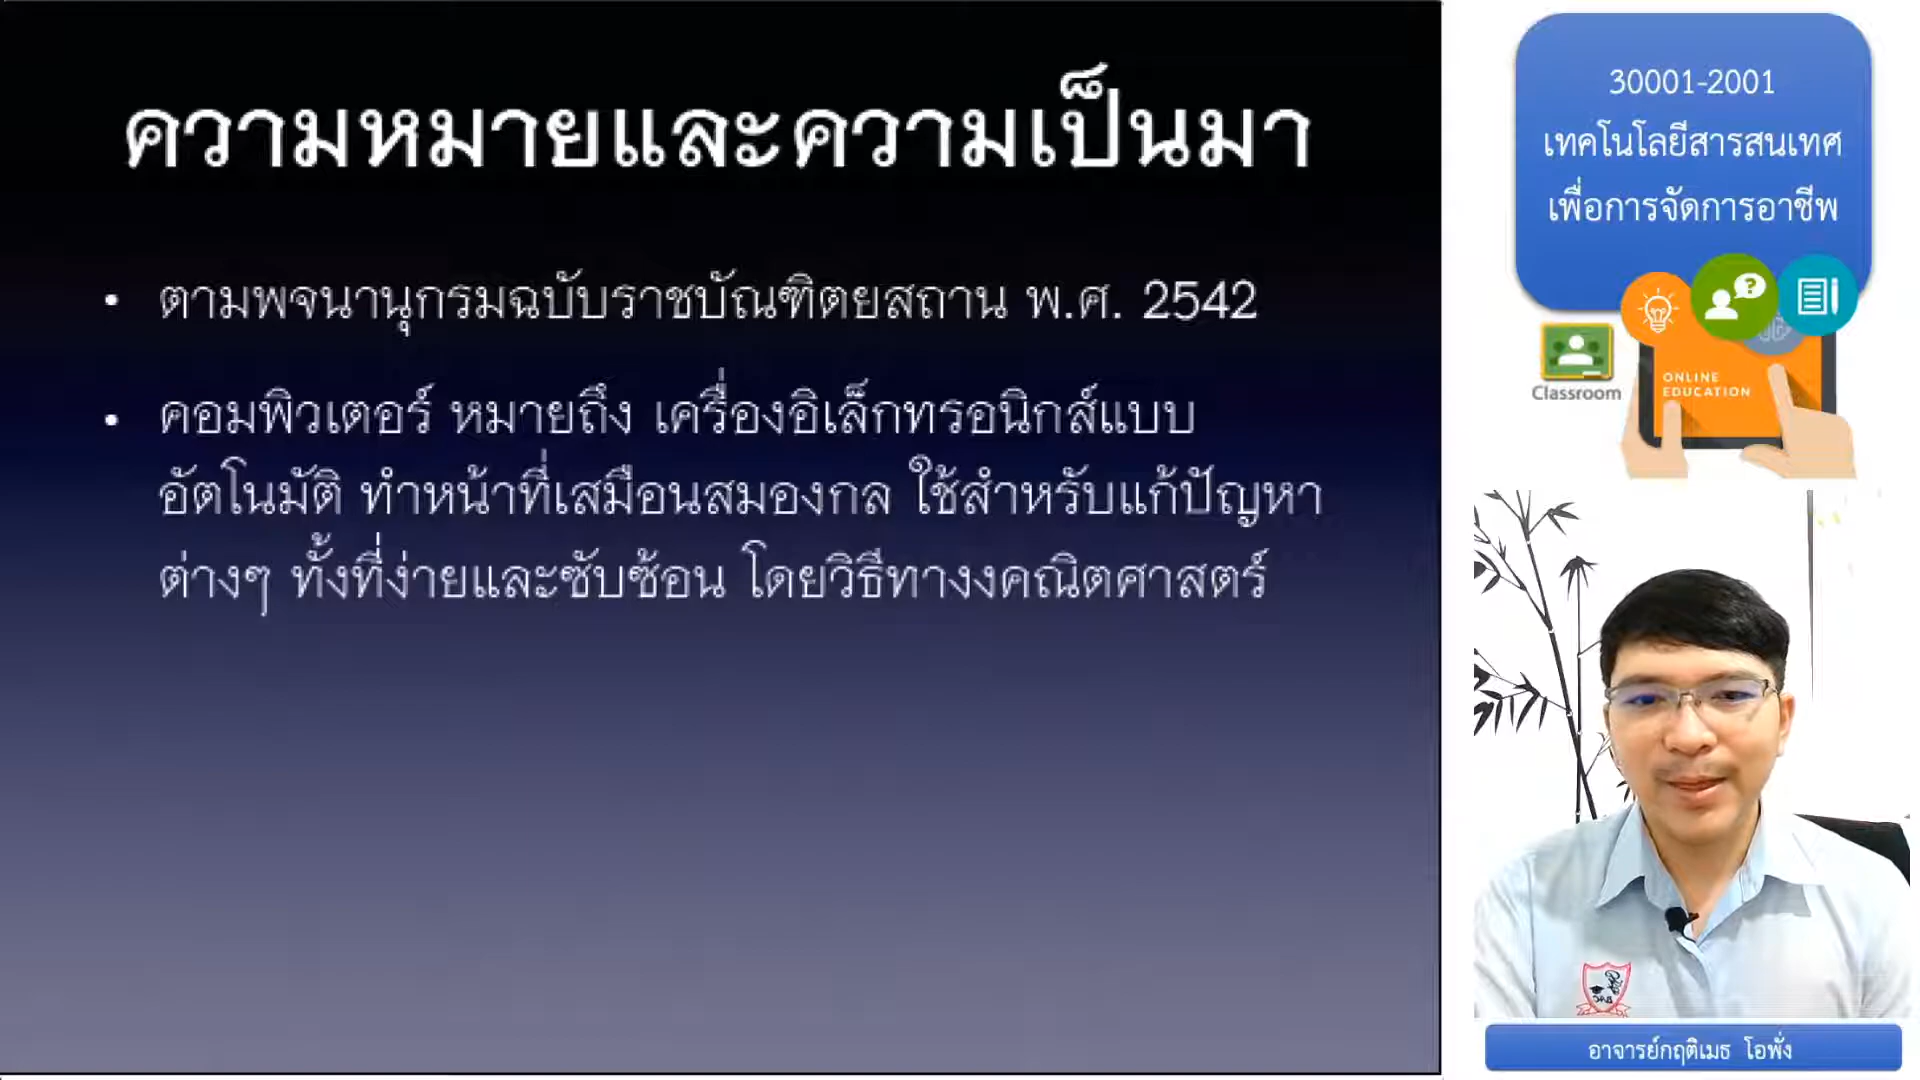 ความหมายและความเป็นมา
• ตามพจนานุกรมฉบับราชบัณฑิตยสถาน พ.ศ. 2542
• คอมพิวเตอร์ หมายถึง เครื่องอิเล็กทรอนิกส์แบบ
อัตโนมัติ ทำหน้าที่เสมือนสมองกล ใช้สำหรับแก้ปัญหา
ต่างๆ ทั้งที่ง่ายและซับซ้อน โดยวิธีทางงคณิตศาสตร์
30001-2001
เทคโนโลยีสารสนเทศ
เพื่อการจัดการอาชีพ
Classroom
ONLINE
EDUCATION
อาจารย์กฤติเมธ โอพั่ง